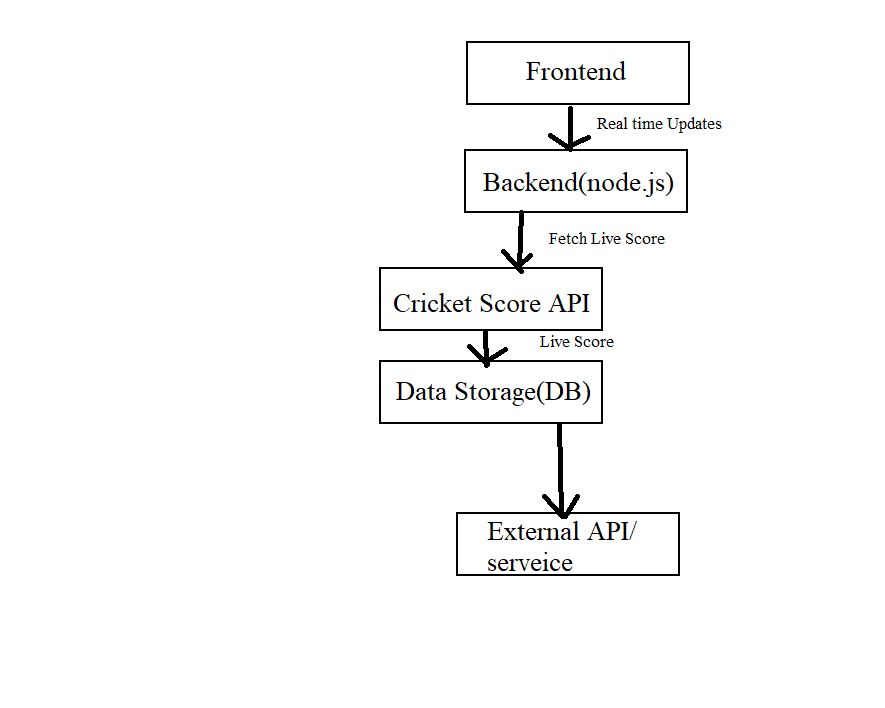 Frontend
Real time Updates
Backend(node.js)
Fetch Live Score
Cricket Score API
Live Score
Data Storage(DB)
External API/
serveice